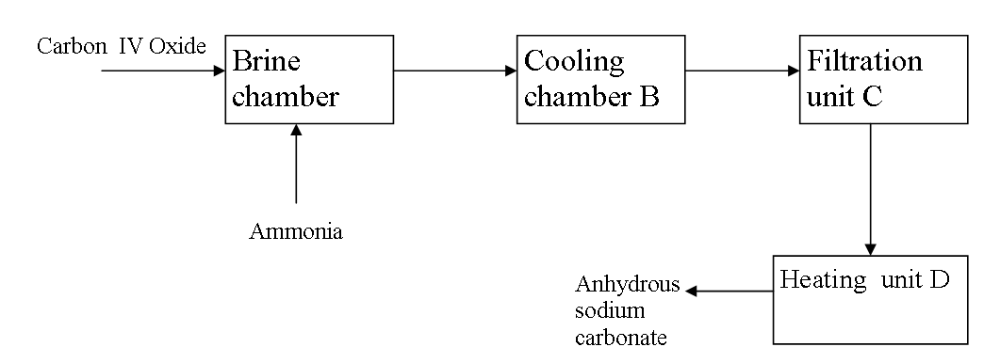 Carbon IV Oxide
Brine
chamber
Cooling
chamber B
Filtration
unit C
Ammonia
Heating unit D
Anhydrous
sodium
carbonate